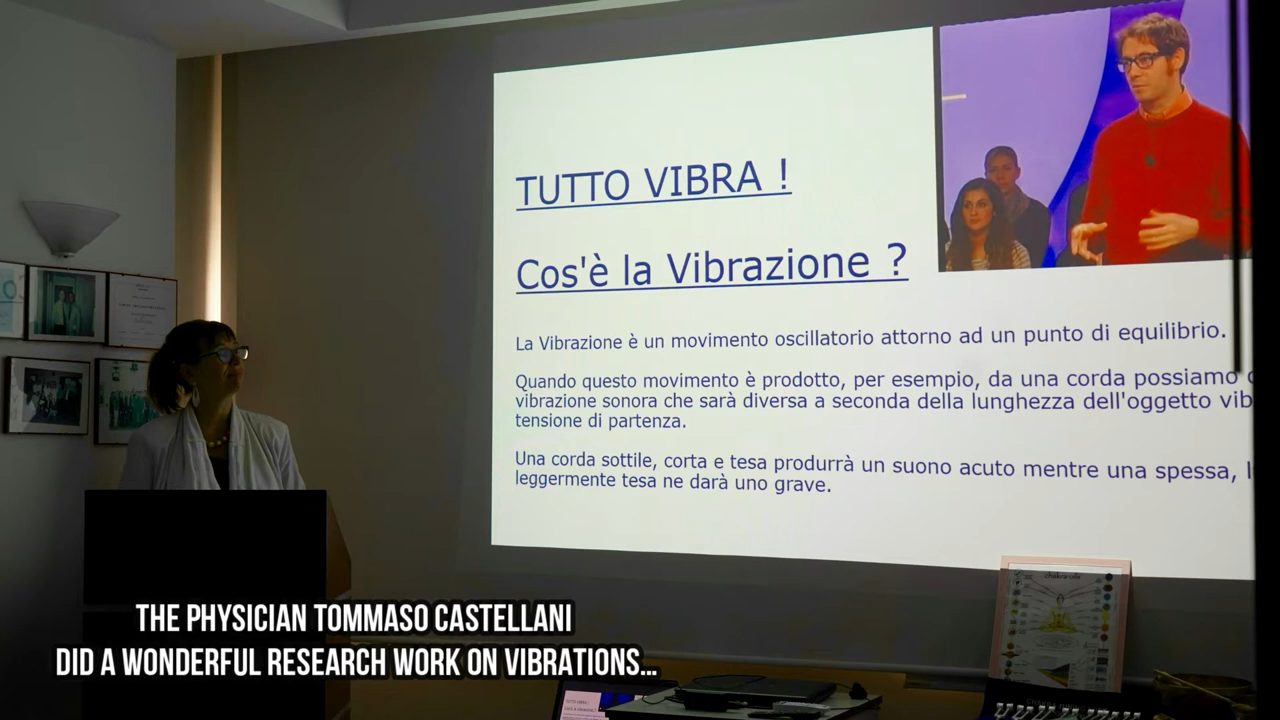 TUTTO VIBRA !
Cos'è la Vibrazione ?
La Vibrazione è un movimento oscillatorio attorno ad un punto di equilibrio.
Quando questo movimento è prodotto, per esempio, da una corda possiamo
vibrazione sonora che sarà diversa a seconda della lunghezza dell'oggetto vib
tensione di partenza.
Una corda sottile, corta e tesa produrrà un suono acuto mentre una spessa, l
leggermente tesa ne darà uno grave.
THE PHYSICIAN TOMMASO CASTELLANI
DID A WONDERFUL RESEARCH WORK ON VIBRATIONS...